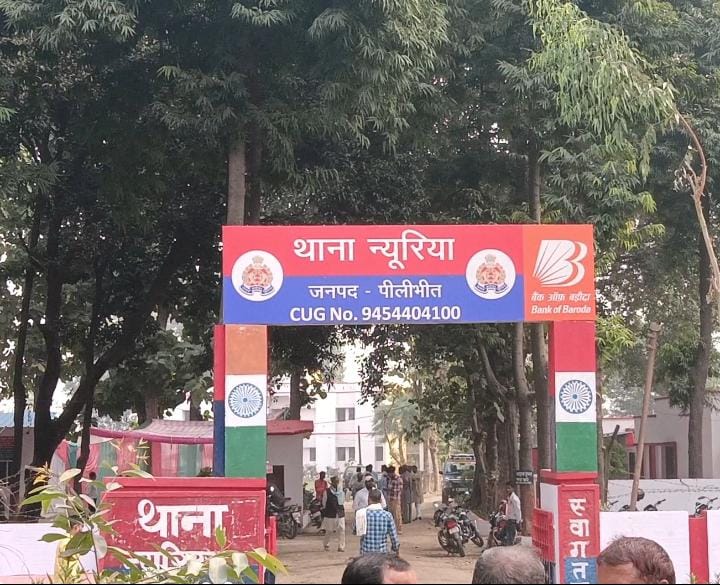 थाना न्यूरिया
जनपद - पीलीभीत
CUG No. 9454404100
बैंक ऑफ़ बड़ौदा
Bank of Baroda
थाना
स्वागत